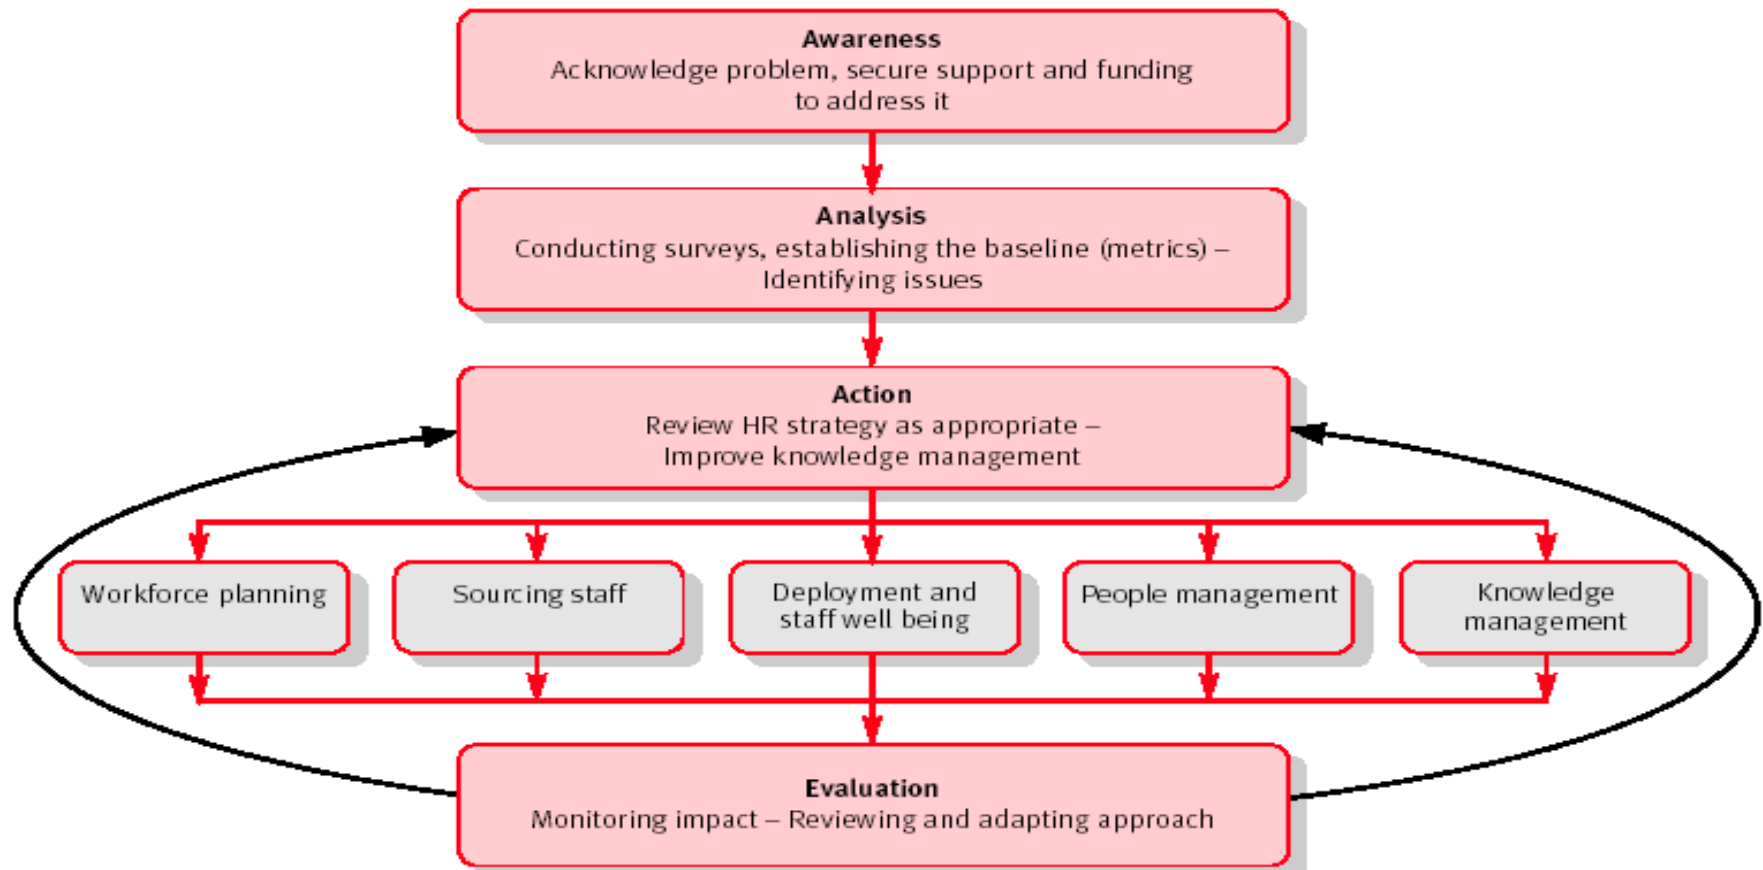 Awareness
Acknowledge problem, secure support and funding
to address it
Analysis
Conducting surveys, establishing the baseline (metrics) –
Identifying issues
Action
Review HR strategy as appropriate –
Improve knowledge management
Workforce planning
Sourcing staff
Deployment and
staff well being
People management
Knowledge
management
Evaluation
Monitoring impact – Reviewing and adapting approach